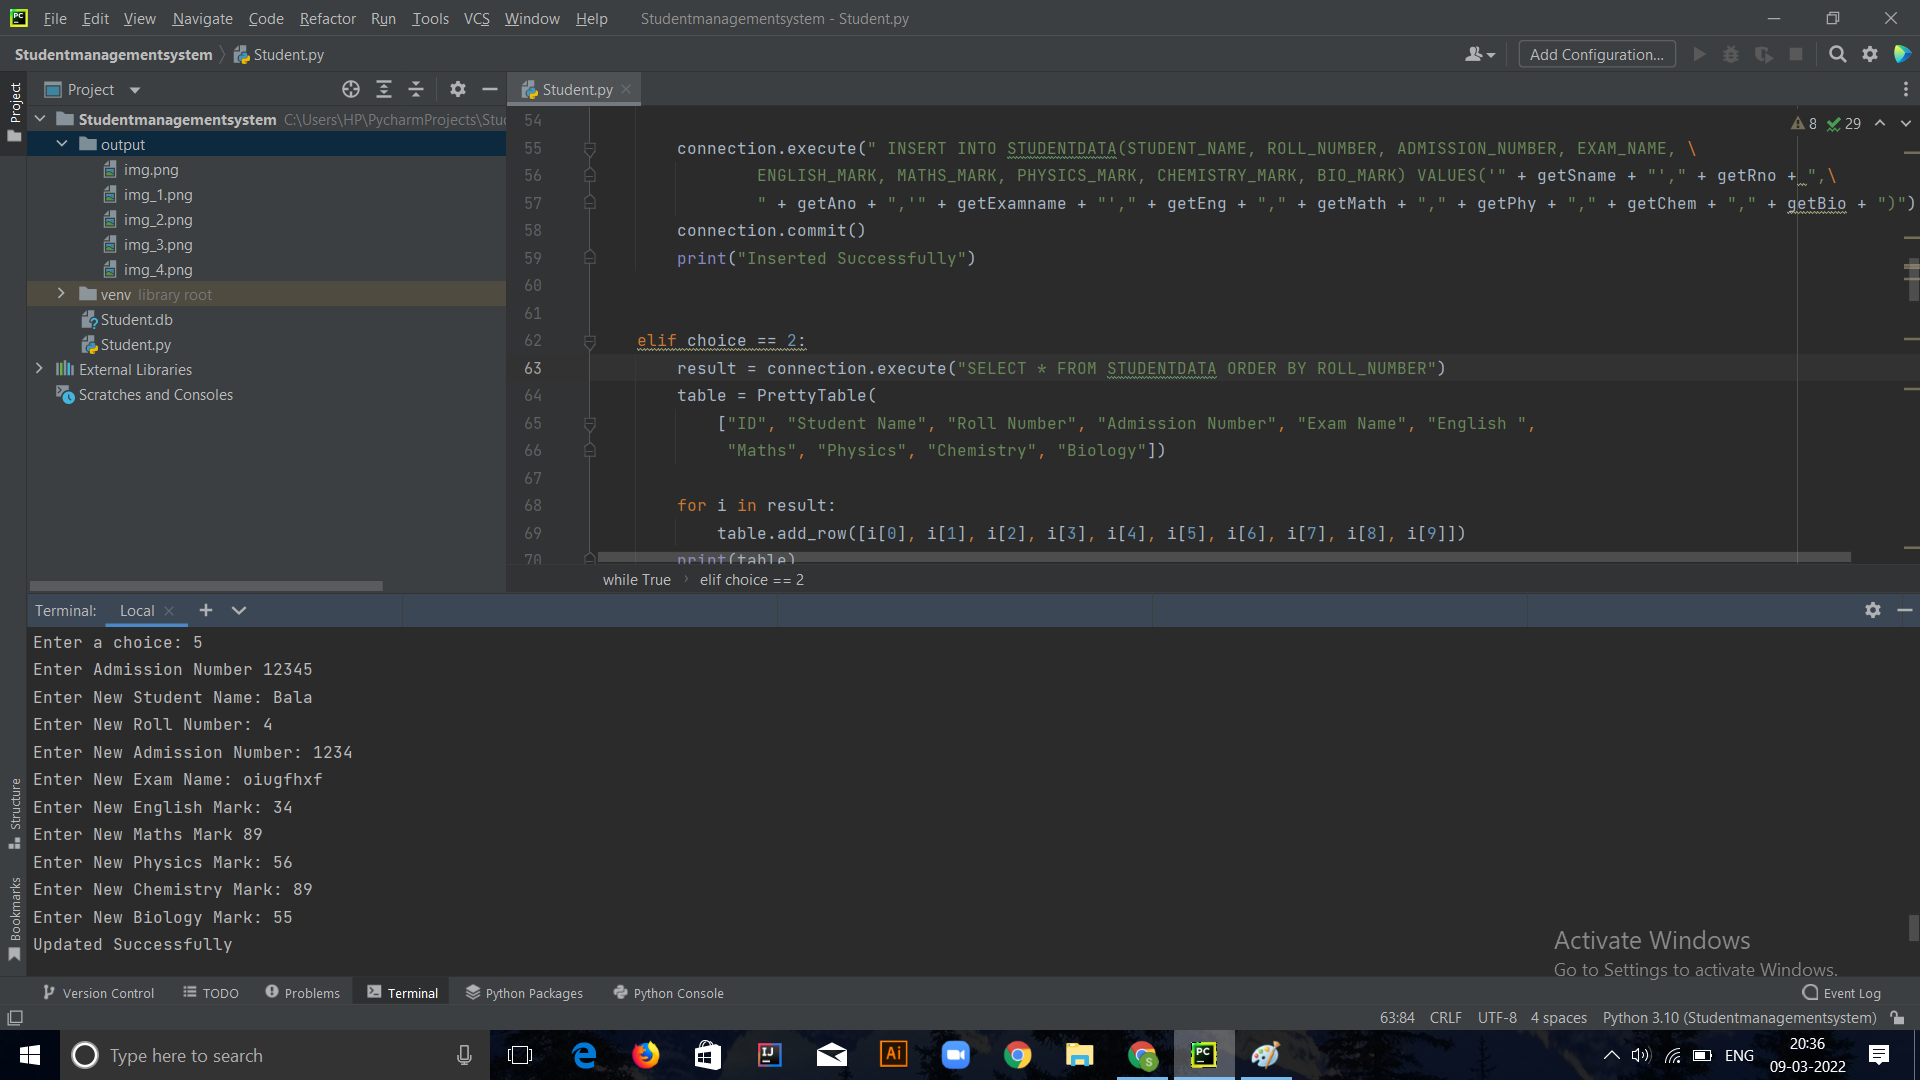 File Edit View Navigate Code Refactor Run Tools VCS Window Help Studentmanagementsystem - Student.py
Studentmanagementsystem Student.py Add Configuration...
Project
Project
Student.py
Studentmanagementsystem C:\Users\HP\PycharmProjects\Stuc
output
img.png
img_1.png
img_2.png
img_3.png
img_4.png
venv library root
Student.db
Student.py
External Libraries
Scratches and Consoles
8 29
54
55 connection.execute(" INSERT INTO STUDENTDATA(STUDENT_NAME, ROLL_NUMBER, ADMISSION_NUMBER, EXAM_NAME, \
56 ENGLISH_MARK, MATHS_MARK, PHYSICS_MARK, CHEMISTRY_MARK, BIO_MARK) VALUES('" + getSname + "'," + getRno + ",\
57 " + getAno + ",'" + getExamname + "'," + getEng + "," + getMath + "," + getPhy + "," + getChem + "," + getBio + ")")
58 connection.commit()
59 print("Inserted Successfully")
60
61
62 elif choice == 2:
63 result = connection.execute("SELECT * FROM STUDENTDATA ORDER BY ROLL_NUMBER")
64 table = PrettyTable(
65 ["ID", "Student Name", "Roll Number", "Admission Number", "Exam Name", "English ",
66 "Maths", "Physics", "Chemistry", "Biology"])
67
68 for i in result:
69 table.add_row([i[0], i[1], i[2], i[3], i[4], i[5], i[6], i[7], i[8], i[9]])
70 print(table)
while True elif choice == 2
Terminal: Local
Enter a choice: 5
Enter Admission Number 12345
Enter New Student Name: Bala
Enter New Roll Number: 4
Enter New Admission Number: 1234
Enter New Exam Name: oiugfhxf
Enter New English Mark: 34
Enter New Maths Mark 89
Enter New Physics Mark: 56
Enter New Chemistry Mark: 89
Enter New Biology Mark: 55
Updated Successfully
Structure
Bookmarks
Activate Windows
Go to Settings to activate Windows.
Version Control TODO Problems Terminal Python Packages Python Console Event Log
63:84 CRLF UTF-8 4 spaces Python 3.10 (Studentmanagementsystem)
Type here to search
ENG
20:36
09-03-2022